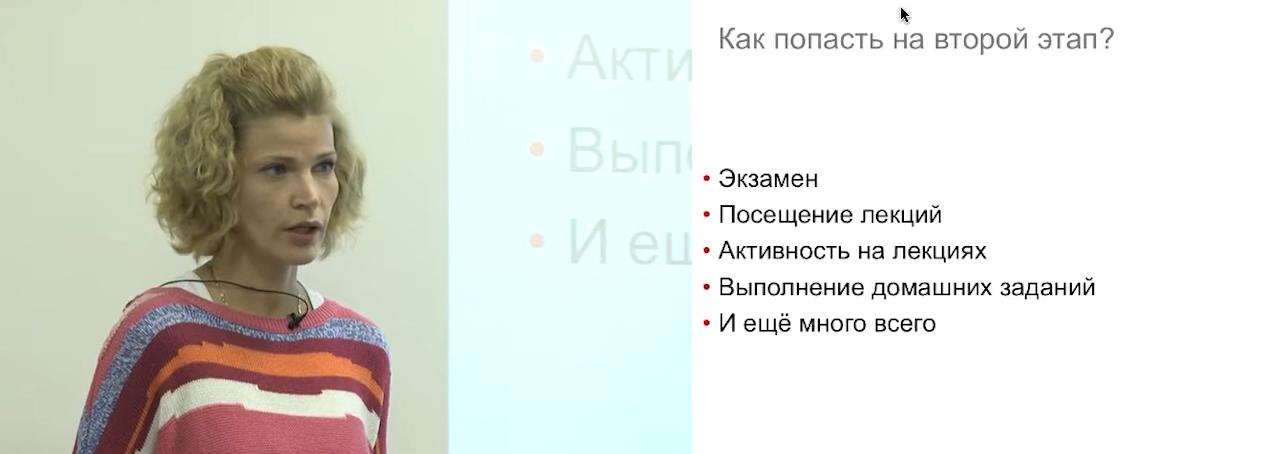 Как попасть на второй этап?
• Экзамен
• Посещение лекций
• Активность на лекциях
• Выполнение домашних заданий
• И ещё много всего
• Акти
• Вып
• И ещ